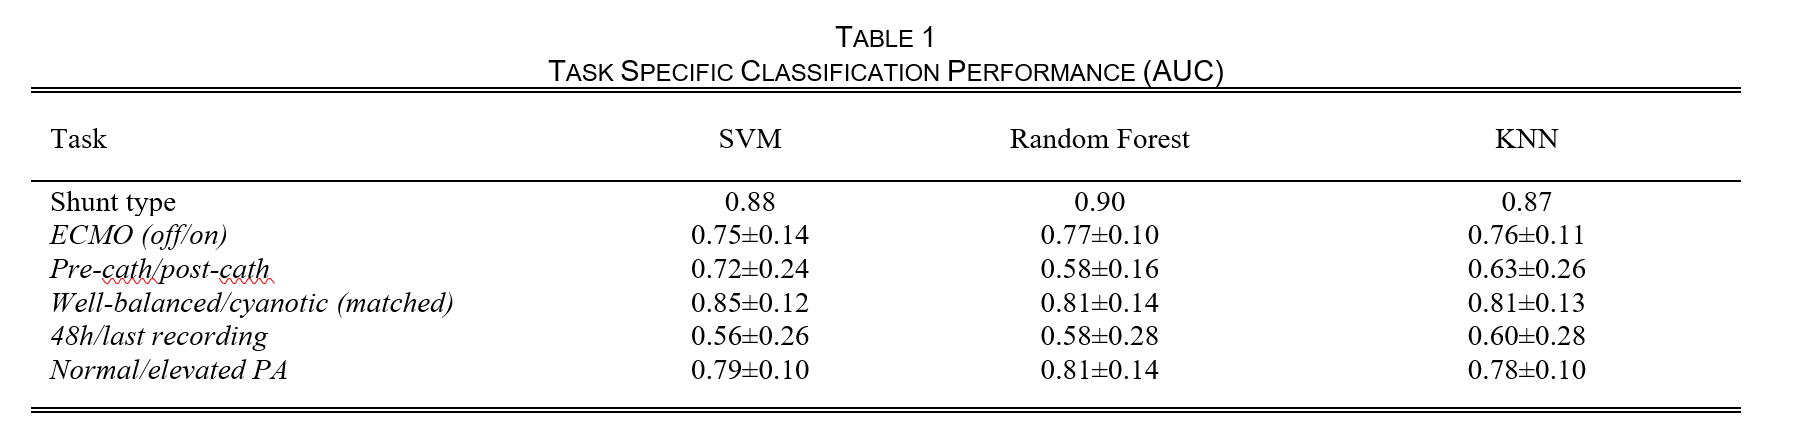 TABLE 1
TASK SPECIFIC CLASSIFICATION PERFORMANCE (AUC)
Task SVM Random Forest KNN
Shunt type 0.88 0.90 0.87
ECMO (off/on) 0.75±0.14 0.77±0.10 0.76±0.11
Pre-cath/post-cath 0.72±0.24 0.58±0.16 0.63±0.26
Well-balanced/cyanotic (matched) 0.85±0.12 0.81±0.14 0.81±0.13
48h/last recording 0.56±0.26 0.58±0.28 0.60±0.28
Normal/elevated PA 0.79±0.10 0.81±0.14 0.78±0.10